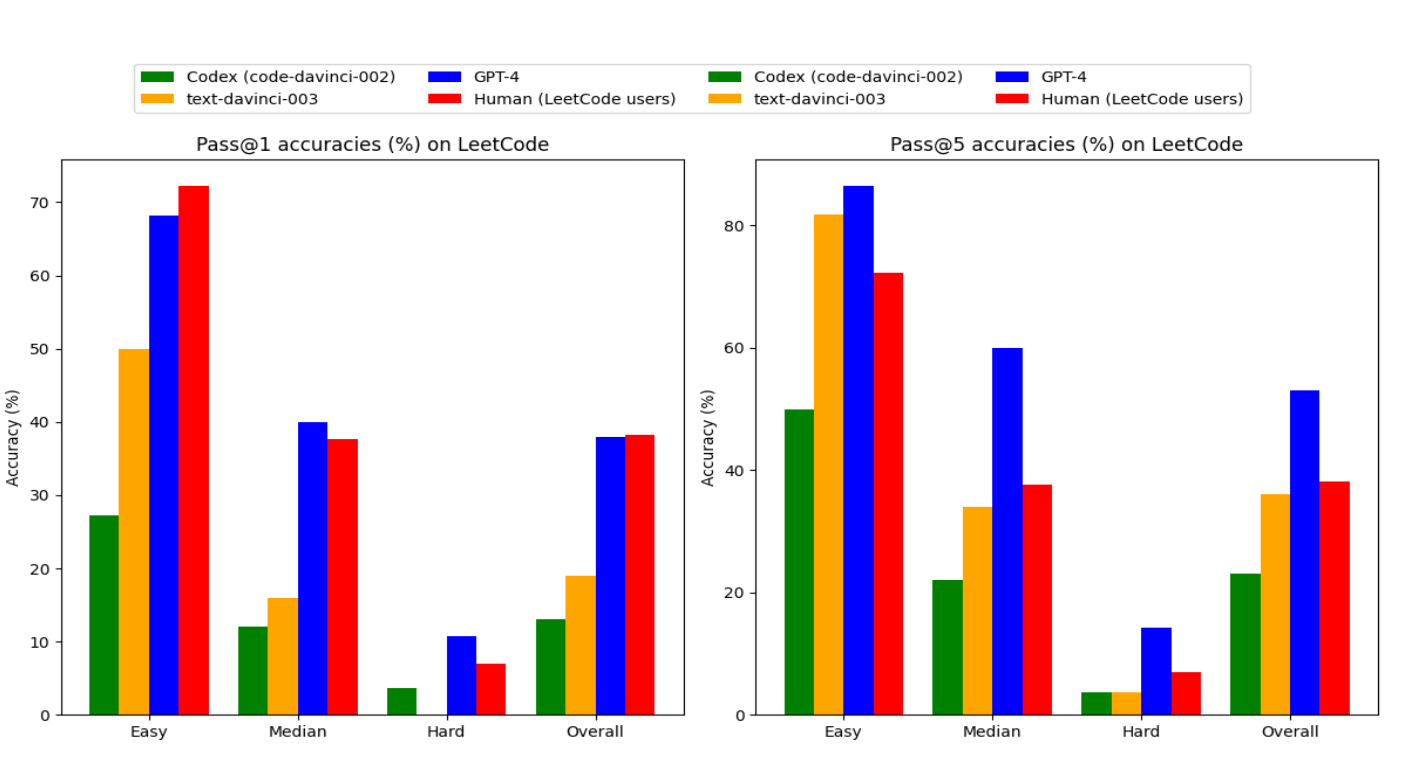 Codex (code-davinci-002) GPT-4 Codex (code-davinci-002) GPT-4
text-davinci-003 Human (LeetCode users) text-davinci-003 Human (LeetCode users)
Pass@1 accuracies (%) on LeetCode
Accuracy (%)
70
60
50
40
30
20
10
0
Easy Median Hard Overall
Pass@5 accuracies (%) on LeetCode
Accuracy (%)
80
60
40
20
0
Easy Median Hard Overall